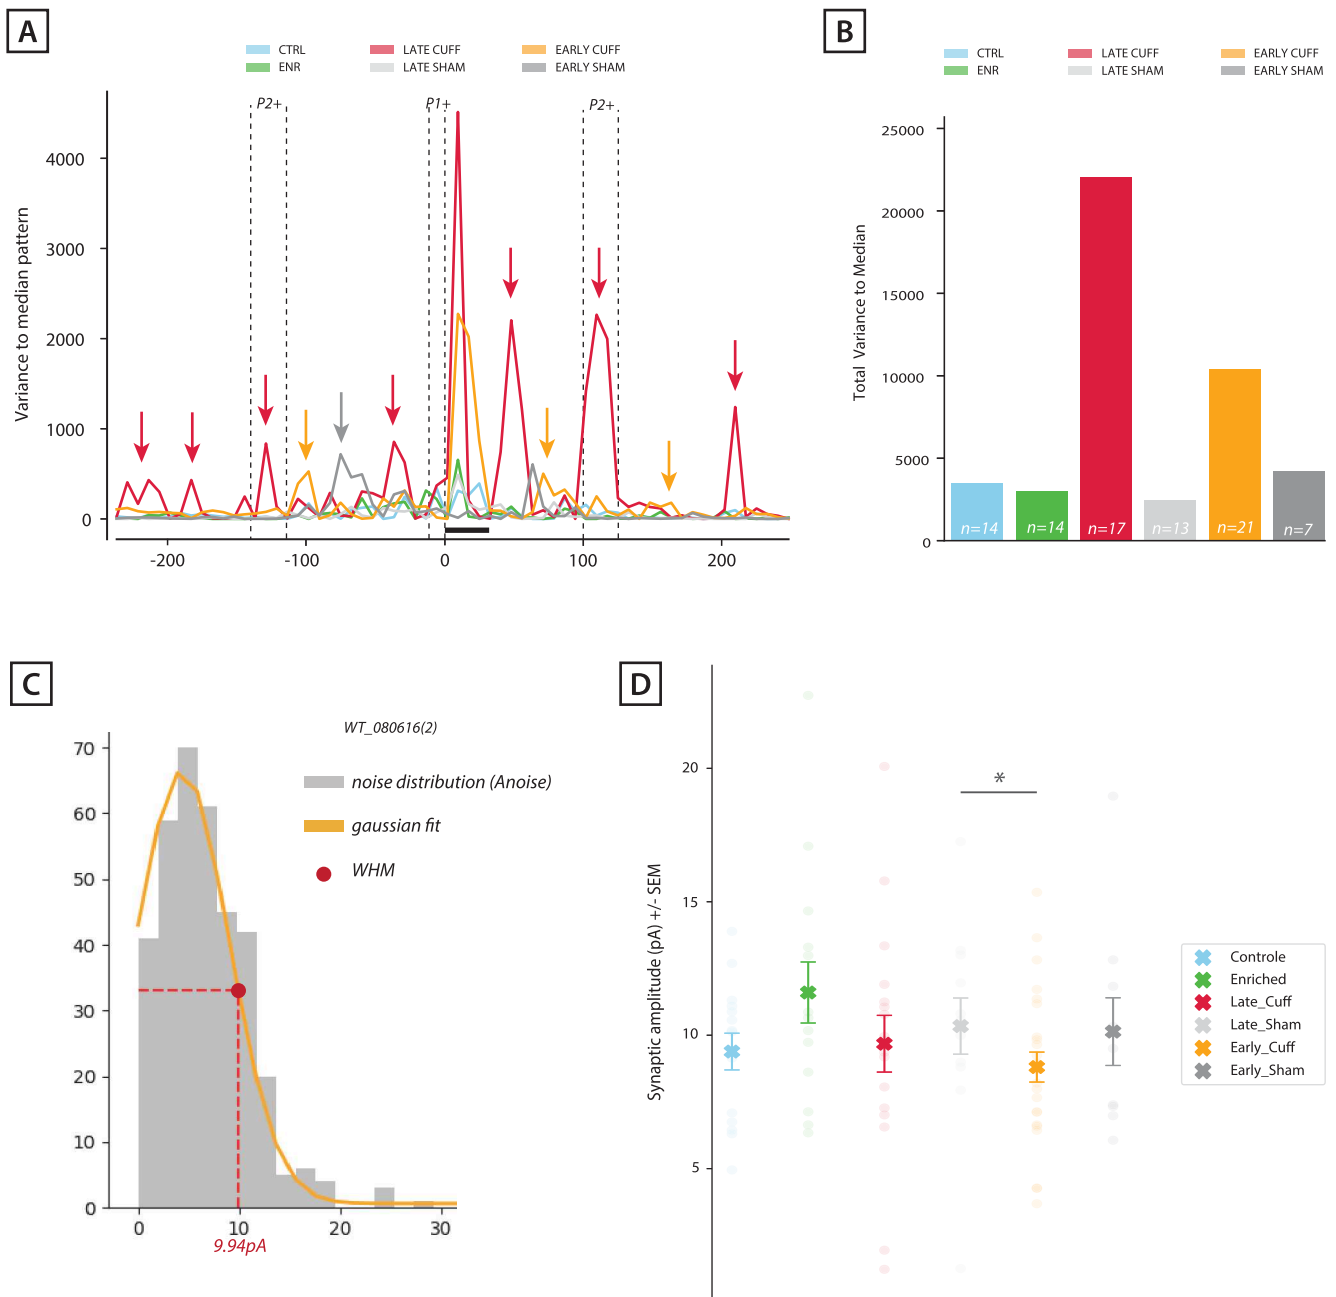 A
CTRL LATE CUFF EARLY CUFF
ENR LATE SHAM EARLY SHAM
P2+ P1+ P2+
Variance to median pattern
4000
3000
2000
1000
0
-200 -100 0 100 200
B
CTRL LATE CUFF EARLY CUFF
ENR LATE SHAM EARLY SHAM
Total Variance to Median
25000
20000
15000
10000
5000
0
n=14 n=14 n=17 n=13 n=21 n=7
C
WT_080616(2)
noise distribution (Anoise)
gaussian fit
WHM
70
60
50
40
30
20
10
0
0 10 20 30
9.94pA
D
Synaptic amplitude (pA) +/- SEM
20
15
10
5
*
Controle
Enriched
Late_Cuff
Late_Sham
Early_Cuff
Early_Sham